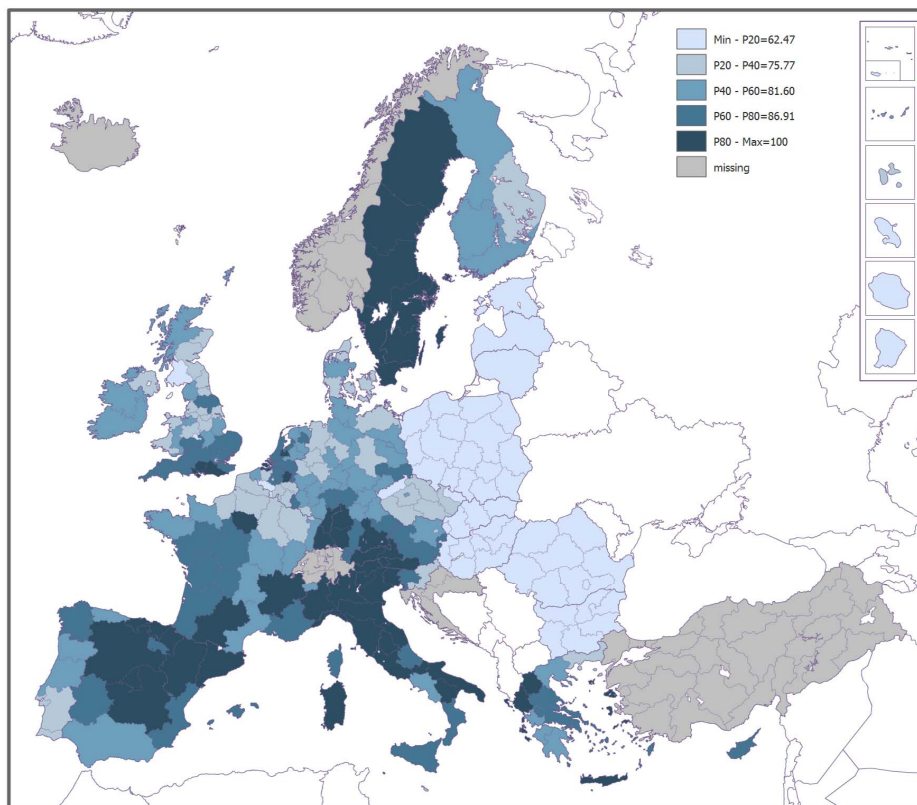 Min - P20=62.47
P20 - P40=75.77
P40 - P60=81.60
P60 - P80=86.91
P80 - Max=100
missing